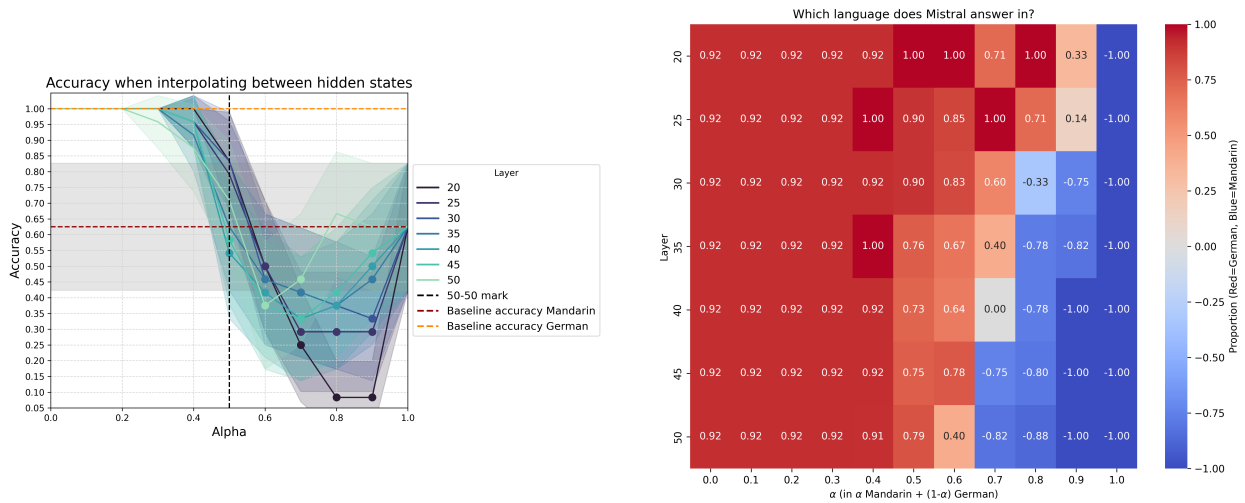 Accuracy when interpolating between hidden states
Accuracy
1.00
0.95
0.90
0.85
0.80
0.75
0.70
0.65
0.60
0.55
0.50
0.45
0.40
0.35
0.30
0.25
0.20
0.15
0.10
0.05
0.0 0.2 0.4 0.6 0.8 1.0
Alpha
Layer
20
25
30
35
40
45
50
50-50 mark
Baseline accuracy Mandarin
Baseline accuracy German
Which language does Mistral answer in?
Layer
20 0.92 0.92 0.92 0.92 0.92 1.00 1.00 0.71 1.00 0.33 -1.00
25 0.92 0.92 0.92 0.92 1.00 0.90 0.85 1.00 0.71 0.14 -1.00
30 0.92 0.92 0.92 0.92 0.92 0.90 0.83 0.60 -0.33 -0.75 -1.00
35 0.92 0.92 0.92 0.92 1.00 0.76 0.67 0.40 -0.78 -0.82 -1.00
40 0.92 0.92 0.92 0.92 0.92 0.73 0.64 0.00 -0.78 -1.00 -1.00
45 0.92 0.92 0.92 0.92 0.92 0.75 0.78 -0.75 -0.80 -1.00 -1.00
50 0.92 0.92 0.92 0.92 0.91 0.79 0.40 -0.82 -0.88 -1.00 -1.00
0.0 0.1 0.2 0.3 0.4 0.5 0.6 0.7 0.8 0.9 1.0
α (in α Mandarin + (1-α) German)
1.00
0.75
0.50
0.25
0.00
−0.25
−0.50
−0.75
−1.00
Proportion (Red=German, Blue=Mandarin)